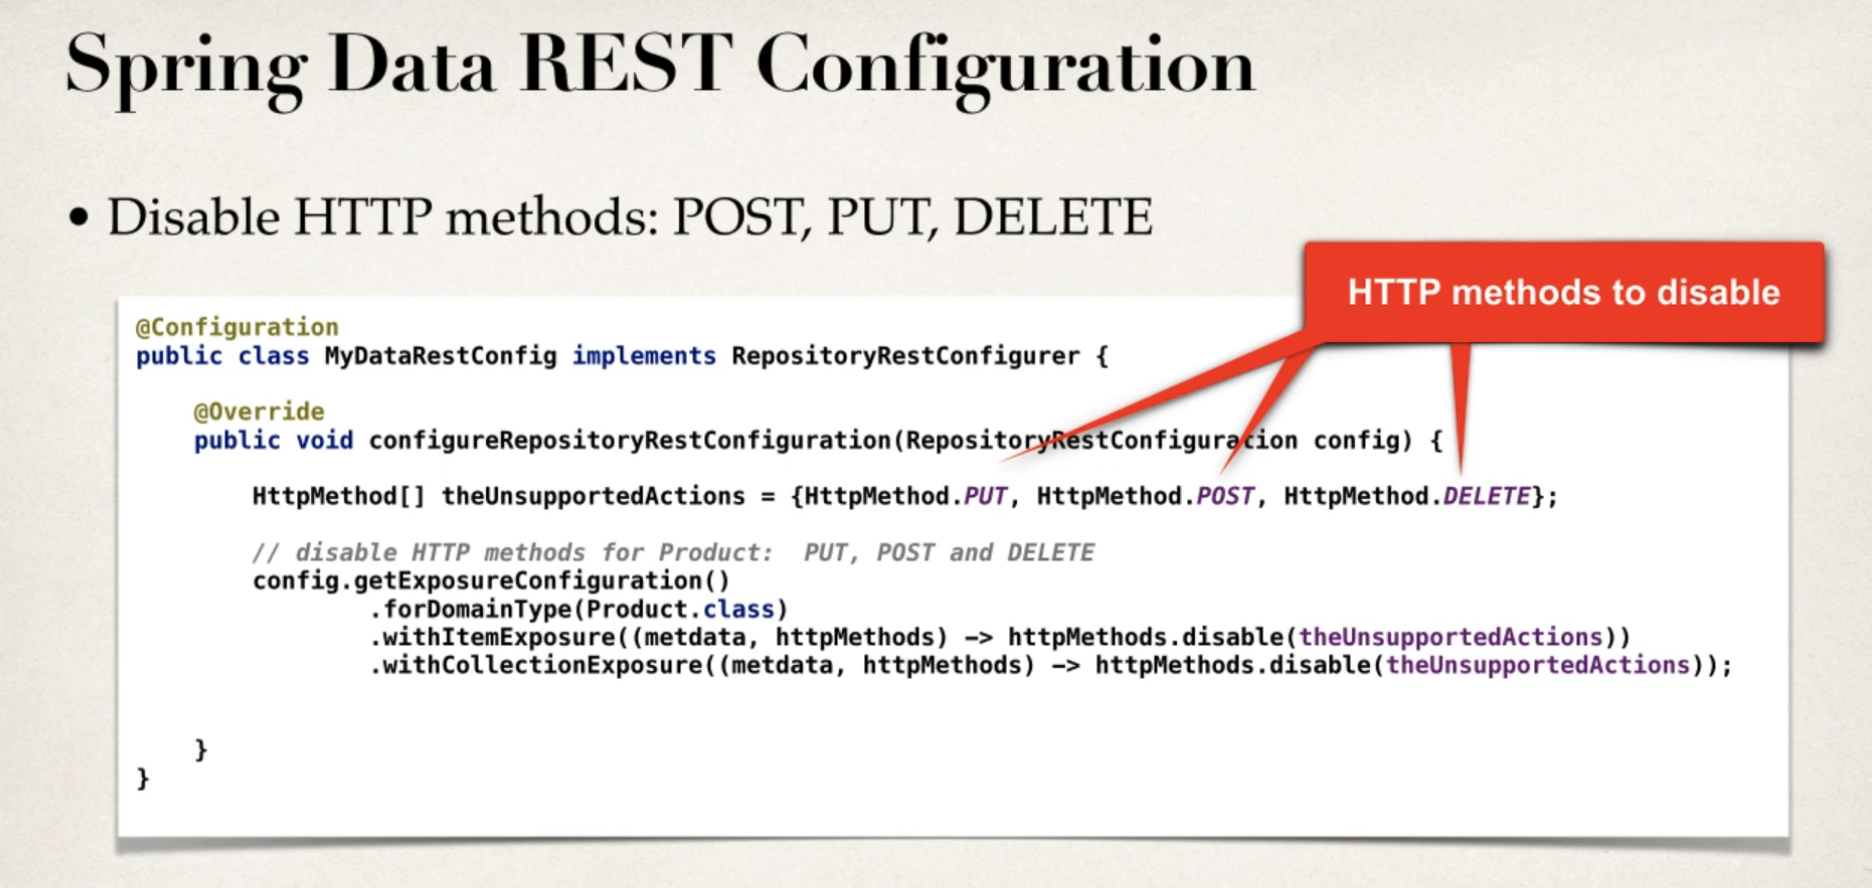 Spring Data REST Configuration
• Disable HTTP methods: POST, PUT, DELETE
HTTP methods to disable
@Configuration
public class MyDataRestConfig implements RepositoryRestConfigurer {
@Override
public void configureRepositoryRestConfiguration(RepositoryRestConfiguration config) {
HttpMethod[] theUnsupportedActions = {HttpMethod.PUT, HttpMethod.POST, HttpMethod.DELETE};
// disable HTTP methods for Product:  PUT, POST and DELETE
config.getExposureConfiguration()
.forDomainType(Product.class)
.withItemExposure((metdata, httpMethods) -> httpMethods.disable(theUnsupportedActions))
.withCollectionExposure((metdata, httpMethods) -> httpMethods.disable(theUnsupportedActions));
}
}